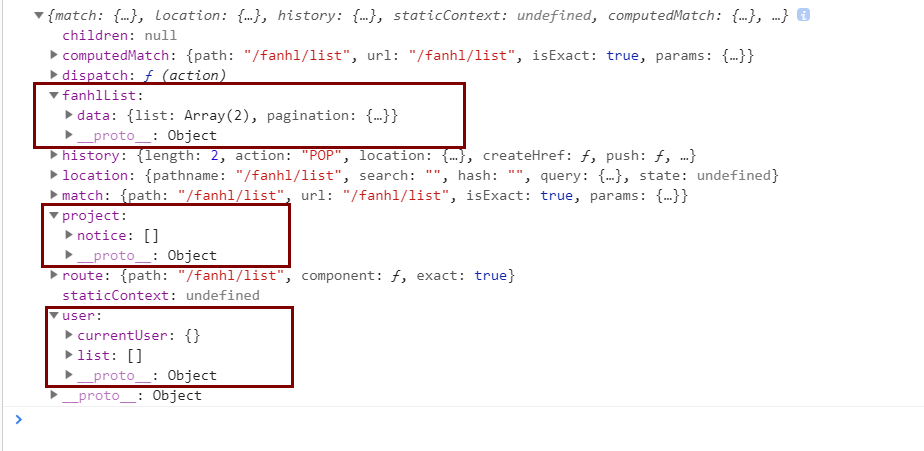 {match: {…}, location: {…}, history: {…}, staticContext: undefined, computedMatch: {…}, …} i
children: null
computedMatch: {path: "/fanhl/list", url: "/fanhl/list", isExact: true, params: {…}}
dispatch: ƒ (action)
fanhlList:
data: {list: Array(2), pagination: {…}}
__proto__: Object
history: {length: 2, action: "POP", location: {…}, createHref: ƒ, push: ƒ, …}
location: {pathname: "/fanhl/list", search: "", hash: "", query: {…}, state: undefined}
match: {path: "/fanhl/list", url: "/fanhl/list", isExact: true, params: {…}}
project:
notice: []
__proto__: Object
route: {path: "/fanhl/list", component: ƒ, exact: true}
staticContext: undefined
user:
currentUser: {}
list: []
__proto__: Object
__proto__: Object